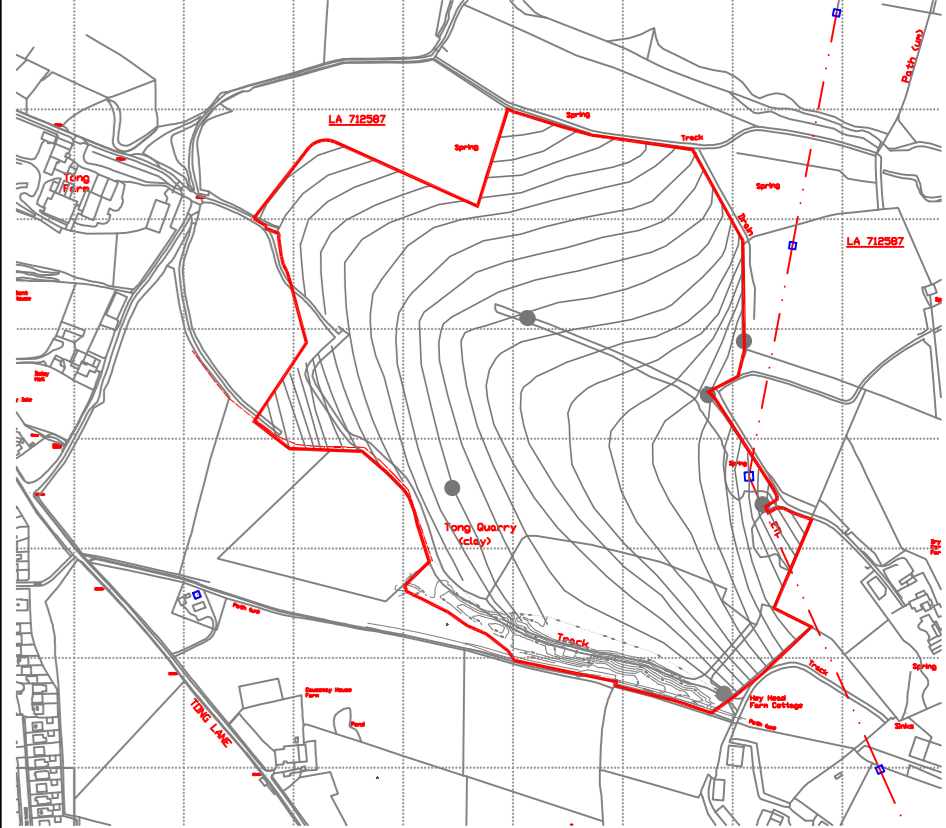 Path (um)
LA 712587
Spring
Track
Spring
Tong
Farm
Spring
Drain
LA 712587
Spring
ETL
Tong Quarry
(clay)
Path (um)
Track
Track
Spring
Causeway House
Farm
Hey Head
Farm Cottage
TONG LANE
Pond
Path (um)
Sinks